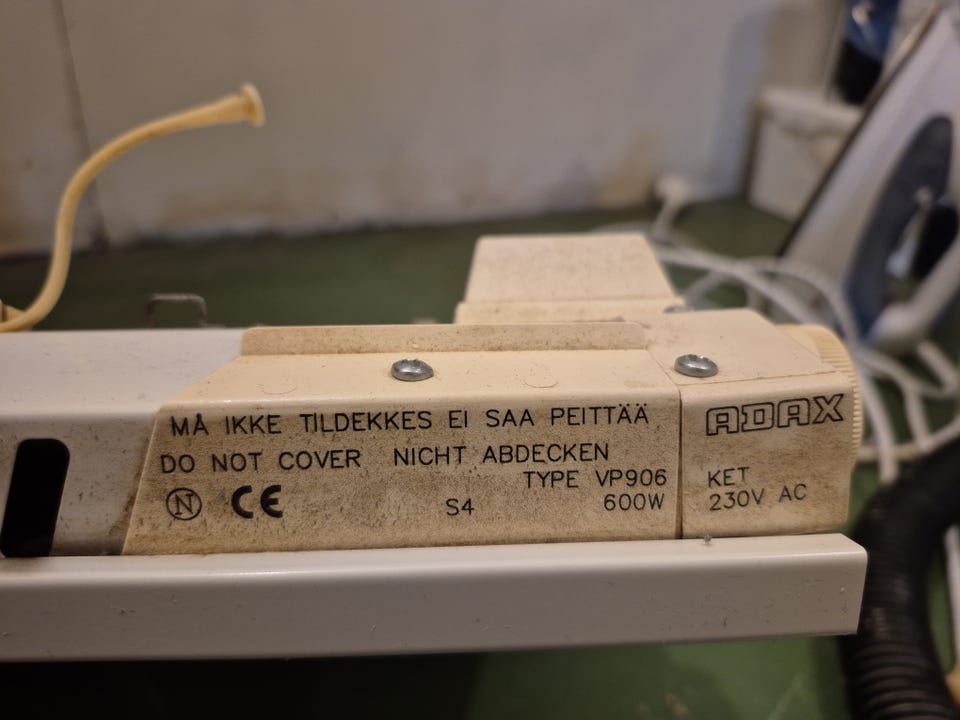 MÅ IKKE TILDEKKES EI SAA PEITTÄÄ
DO NOT COVER NICHT ABDECKEN
TYPE VP906
N CE S4 600W
ADAX
KET
230V AC